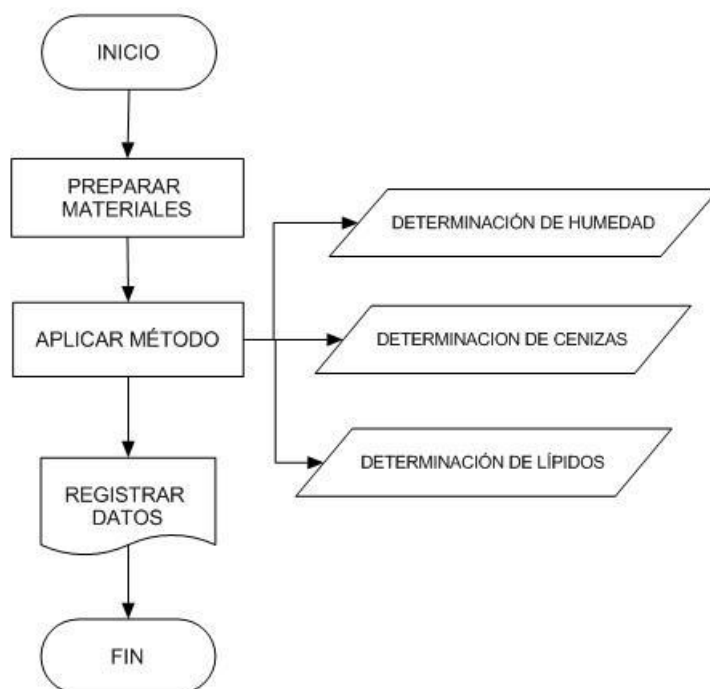 INICIO
PREPARAR
MATERIALES
DETERMINACIÓN DE HUMEDAD
APLICAR MÉTODO
DETERMINACION DE CENIZAS
DETERMINACIÓN DE LÍPIDOS
REGISTRAR
DATOS
FIN